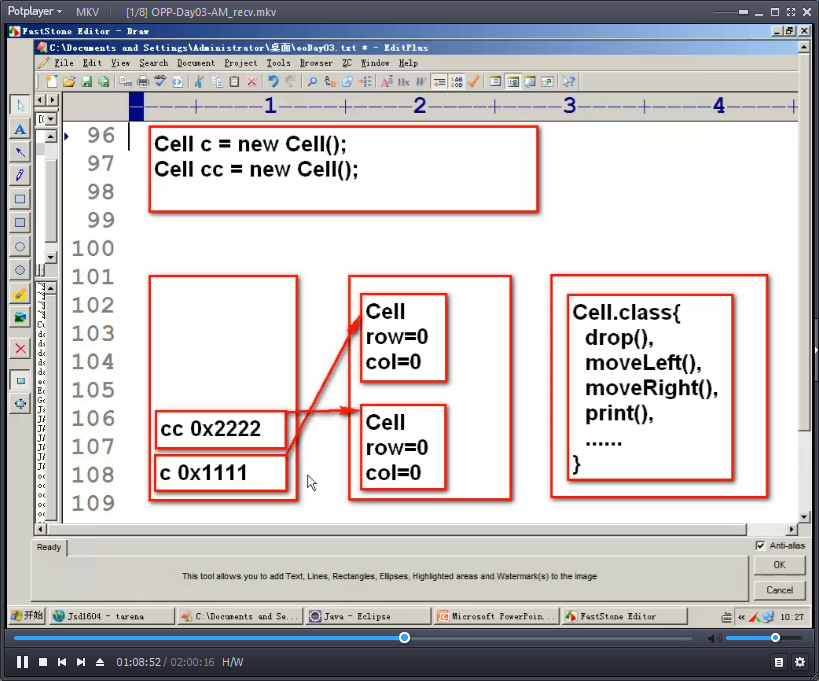 Potplayer MKV [1/8] OPP-Day03-AM_recv.mkv
FastStone Editor - Draw
C:\Documents and Settings\Administrator\桌面\ooDay03.txt * - EditPlus
File Edit View Search Document Project Tools Browser ZC Window Help
1 2 3 4
96
97
98
99
100
101
102
103
104
105
106
107
108
109
Cell c = new Cell();
Cell cc = new Cell();
cc 0x2222
c 0x1111
Cell
row=0
col=0
Cell
row=0
col=0
Cell.class{
drop(),
moveLeft(),
moveRight(),
print(),
......
}
Ready
Anti-alias
This tool allows you to add Text, Lines, Rectangles, Ellipses, Highlighted areas and Watermark(s) to the image
OK
Cancel
开始 Jsd1604 - tarena C:\Documents and Se... Java - Eclipse Microsoft PowerPoin... FastStone Editor 10:27
01:08:52 / 02:00:16 H/W